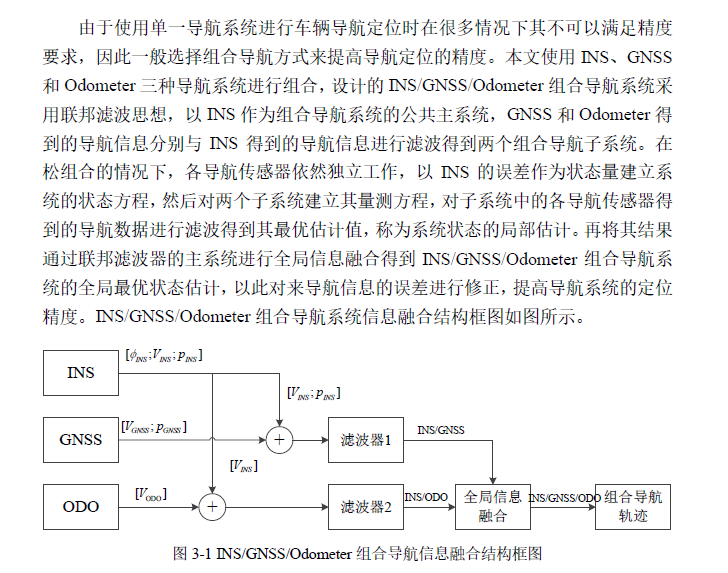 由于使用单一导航系统进行车辆导航定位时在很多情况下其不可以满足精度
要求，因此一般选择组合导航方式来提高导航定位的精度。本文使用 INS、GNSS
和 Odometer 三种导航系统进行组合，设计的 INS/GNSS/Odometer 组合导航系统采
用联邦滤波思想，以 INS 作为组合导航系统的公共主系统，GNSS 和 Odometer 得
到的导航信息分别与 INS 得到的导航信息进行滤波得到两个组合导航子系统。在
松组合的情况下，各导航传感器依然独立工作，以 INS 的误差作为状态量建立系
统的状态方程，然后对两个子系统建立其量测方程，对子系统中的各导航传感器得
到的导航数据进行滤波得到其最优估计值，称为系统状态的局部估计。再将其结果
通过联邦滤波器的主系统进行全局信息融合得到 INS/GNSS/Odometer 组合导航系
统的全局最优状态估计，以此对来导航信息的误差进行修正，提高导航系统的定位
精度。INS/GNSS/Odometer 组合导航系统信息融合结构框图如图所示。
INS
[ϕINS;VINS;pINS]
[VINS;pINS]
GNSS
[VGNSS;pGNSS]
+
滤波器1
INS/GNSS
[VINS]
ODO
[VODO]
+
滤波器2
INS/ODO
全局信息
融合
INS/GNSS/ODO
组合导航
轨迹
图 3-1 INS/GNSS/Odometer 组合导航信息融合结构框图